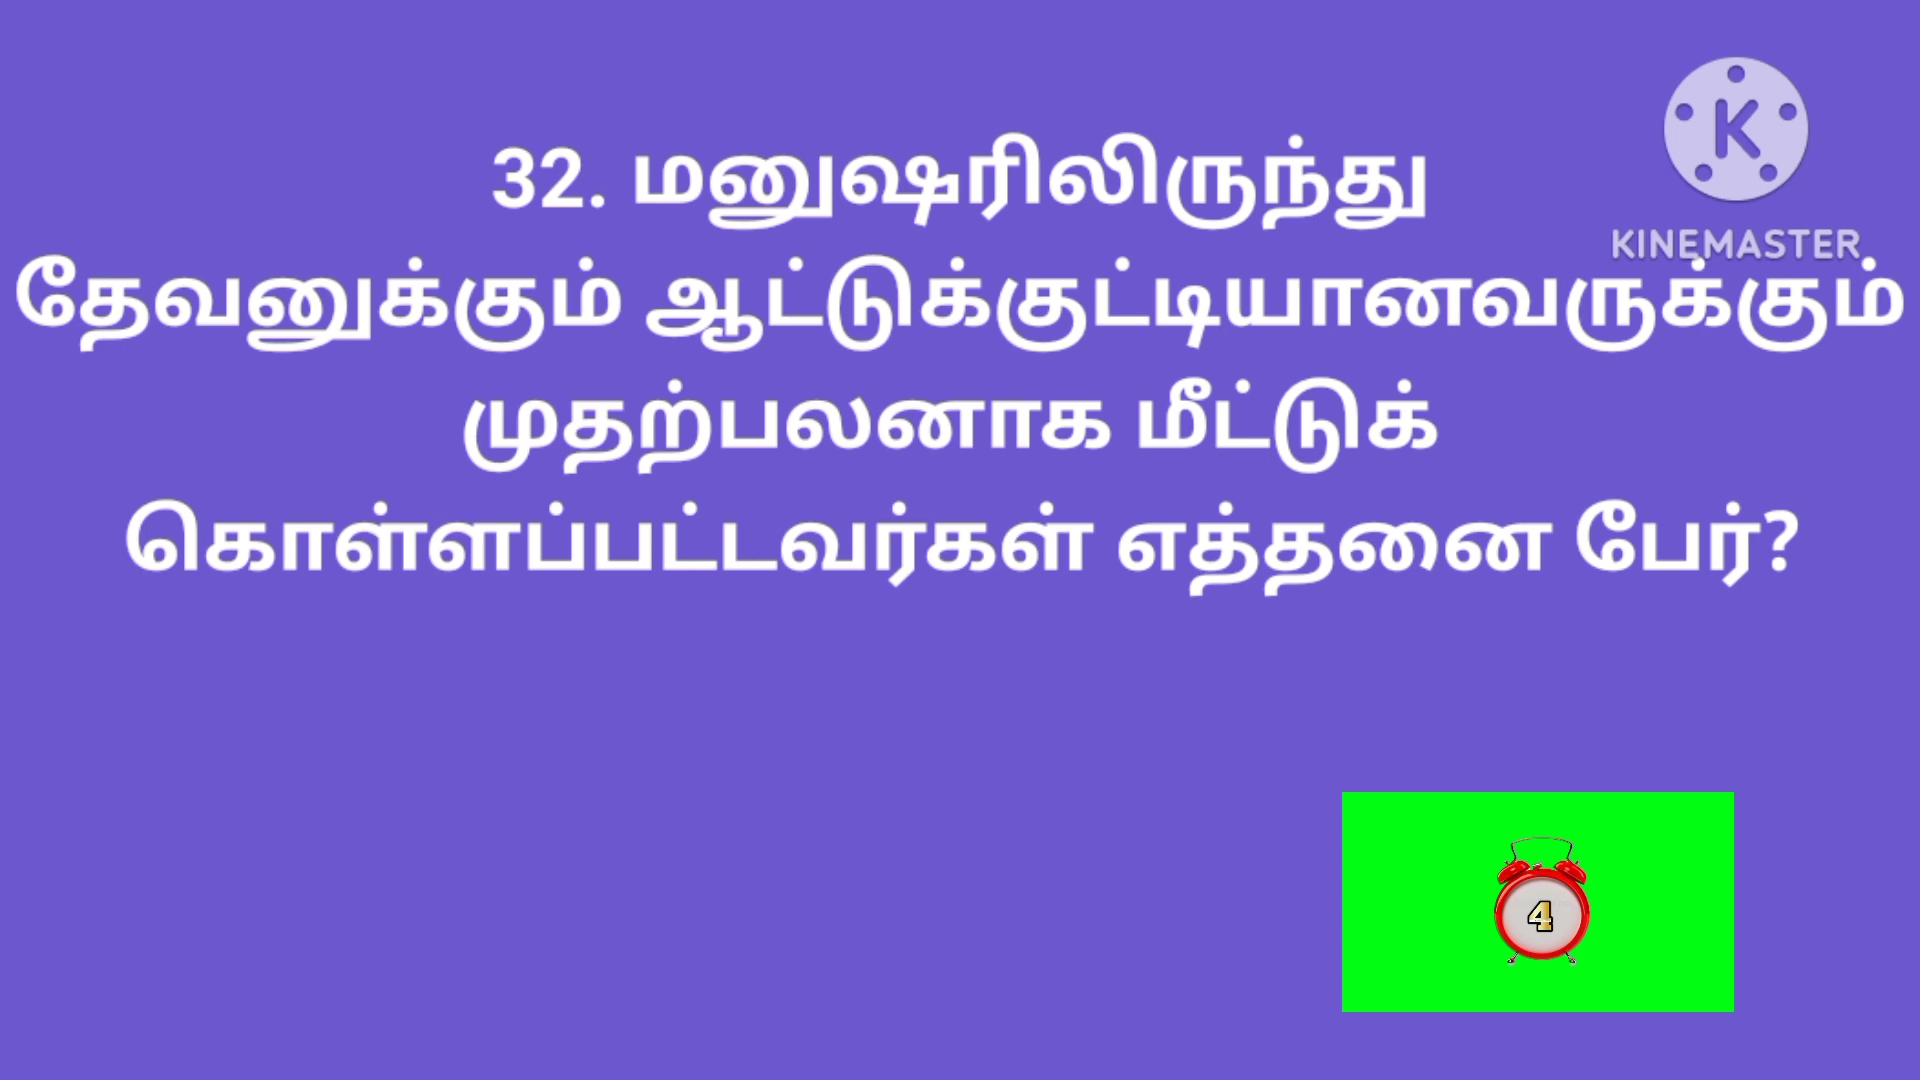 32. மனுஷரிலிருந்து
தேவனுக்கும் ஆட்டுக்குட்டியானவருக்கும்
முதற்பலனாக மீட்டுக்
கொள்ளப்பட்டவர்கள் எத்தனை பேர்?
KINEMASTER
4